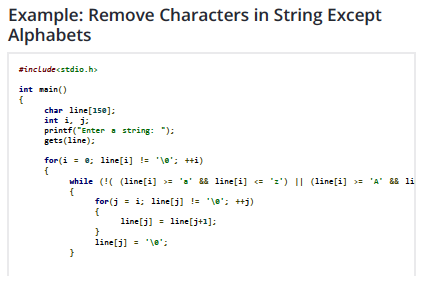 Example: Remove Characters in String Except
Alphabets
#include<stdio.h>
int main()
{
char line[150];
int i, j;
printf("Enter a string: ");
gets(line);
for(i = 0; line[i] != '\0'; ++i)
{
while (!( (line[i] >= 'a' && line[i] <= 'z') || (line[i] >= 'A' && li
{
for(j = i; line[j] != '\0'; ++j)
{
line[j] = line[j+1];
}
line[j] = '\0';
}